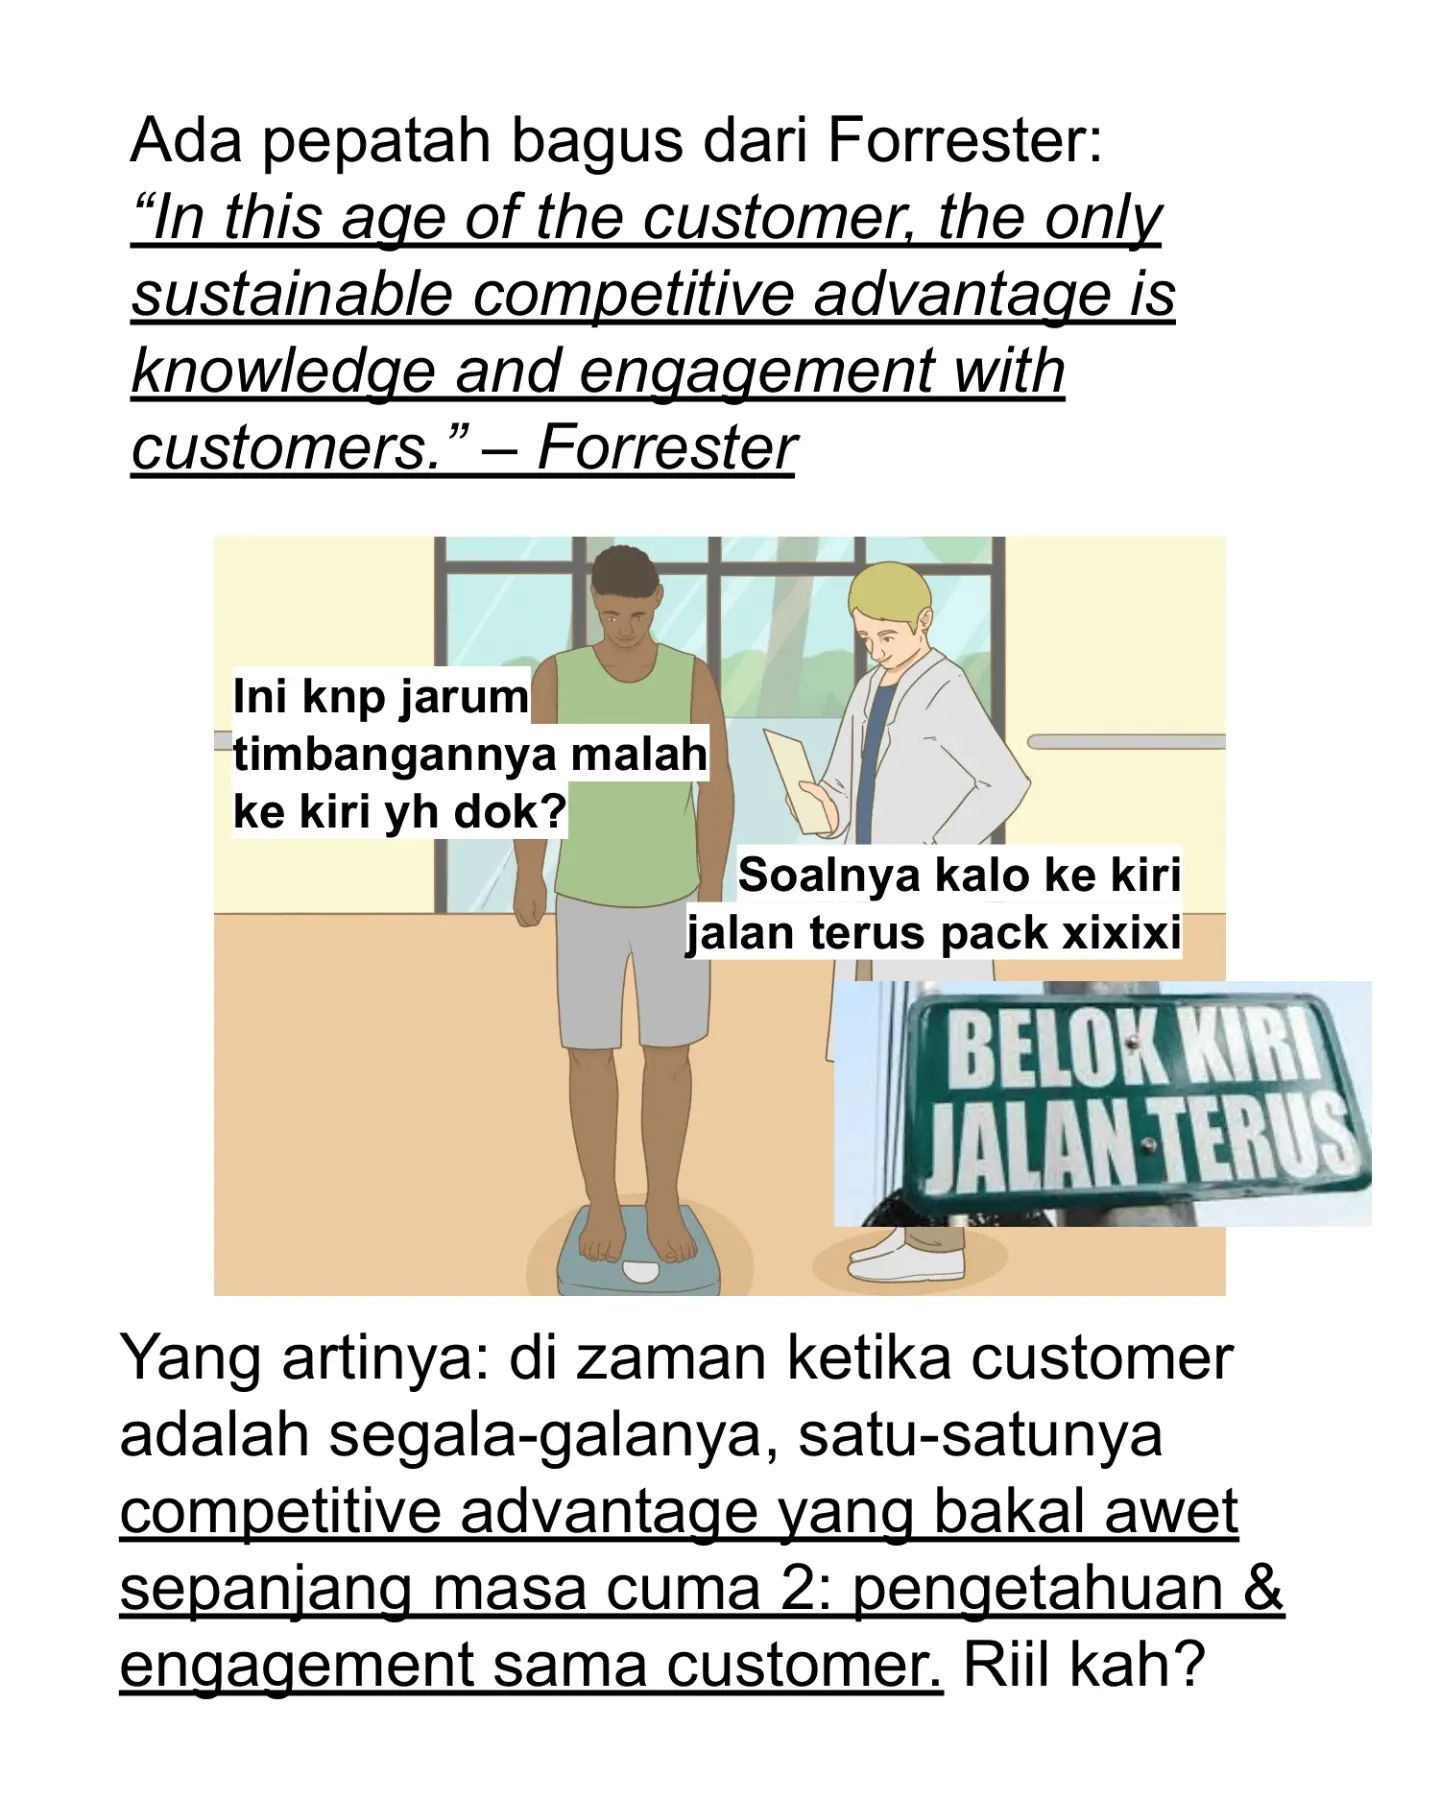 Ada pepatah bagus dari Forrester:
“In this age of the customer, the only
sustainable competitive advantage is
knowledge and engagement with
customers.” – Forrester
Ini knp jarum
timbangannya malah
ke kiri yh dok?
Soalnya kalo ke kiri
jalan terus pack xixixi
BELOK KIRI
JALAN TERUS
Yang artinya: di zaman ketika customer
adalah segala-galanya, satu-satunya
competitive advantage yang bakal awet
sepanjang masa cuma 2: pengetahuan &
engagement sama customer. Riil kah?